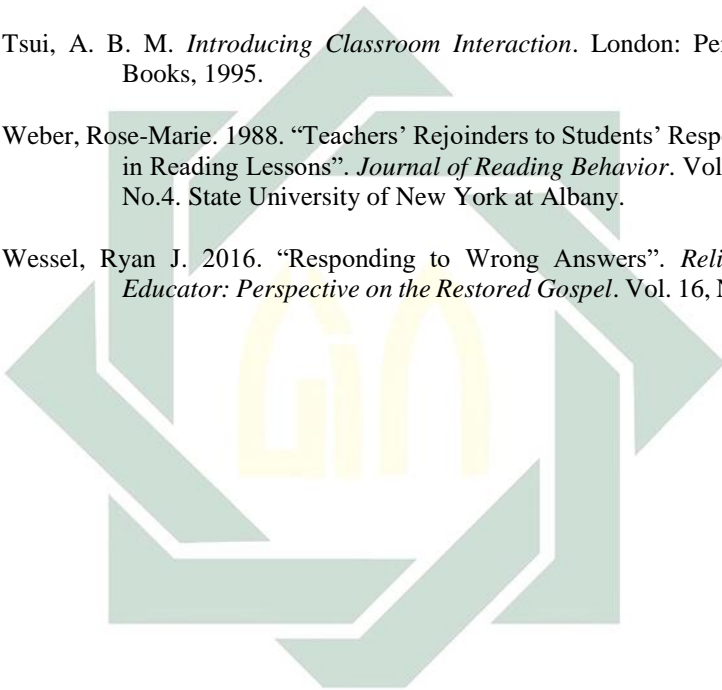 Tsui, A. B. M. Introducing Classroom Interaction. London: Pe
Books, 1995.
Weber, Rose-Marie. 1988. “Teachers’ Rejoinders to Students’ Resp
in Reading Lessons”. Journal of Reading Behavior. Vol
No.4. State University of New York at Albany.
Wessel, Ryan J. 2016. “Responding to Wrong Answers”. Reli
Educator: Perspective on the Restored Gospel. Vol. 16,